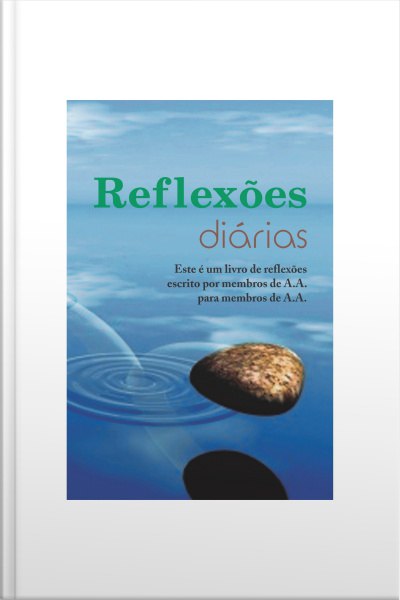 Reflexões
diárias
Este é um livro de reflexões
escrito por membros de A.A.
para membros de A.A.